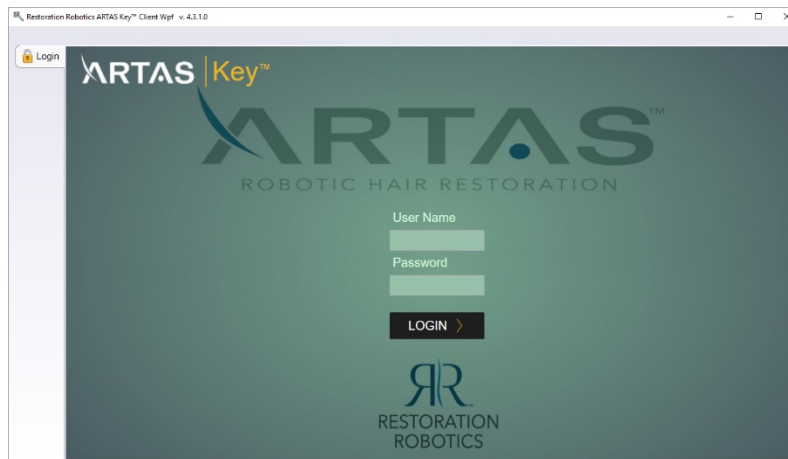 Restoration Robotics ARTAS Key™ Client Wpf v. 4.3.1.0
Login
ARTAS | Key™
ARTAS™
ROBOTIC HAIR RESTORATION
User Name
Password
LOGIN
RR
RESTORATION
ROBOTICS